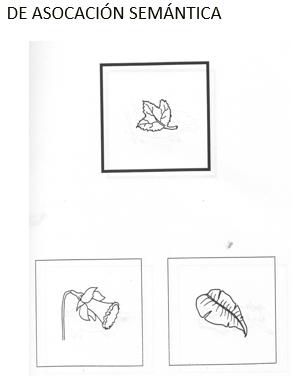 DE ASOCACIÓN SEMÁNTICA